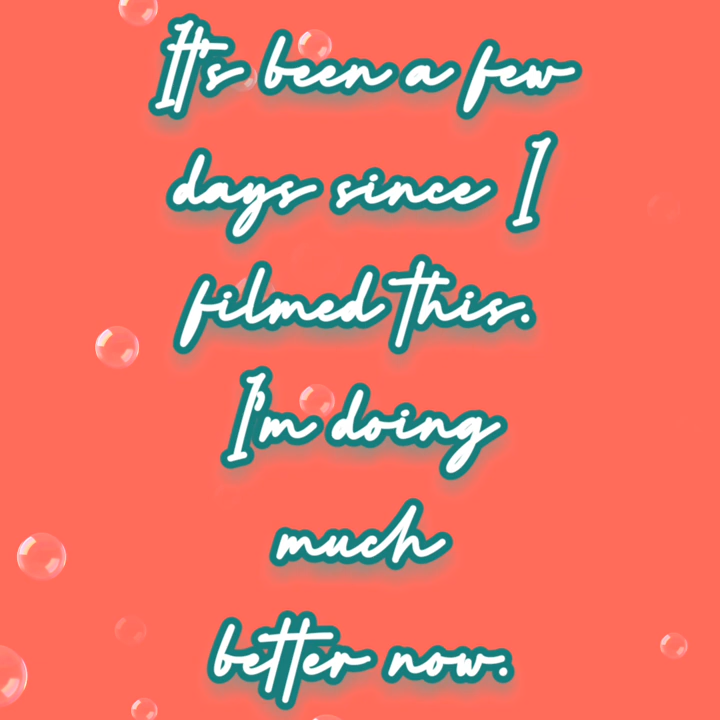 It's been a few
days since I
filmed this.
I'm doing
much
better now.